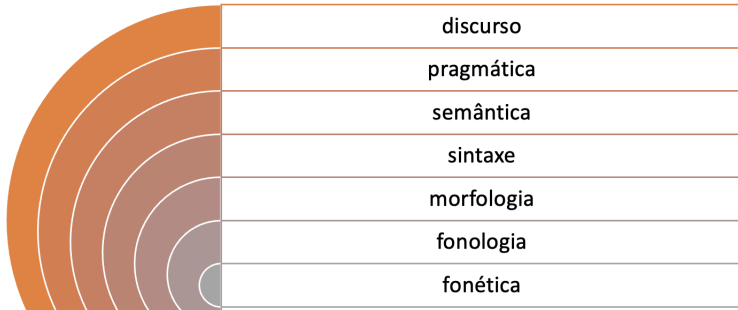 discurso
pragmática
semântica
sintaxe
morfologia
fonologia
fonética